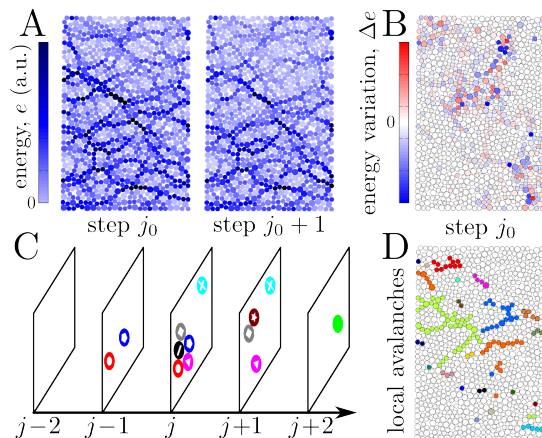 A
energy, e (a.u.)
0
step j₀
step j₀ + 1
B
energy variation, Δe
0
step j₀
C
j−2
j−1
j
j+1
j+2
D
local avalanches